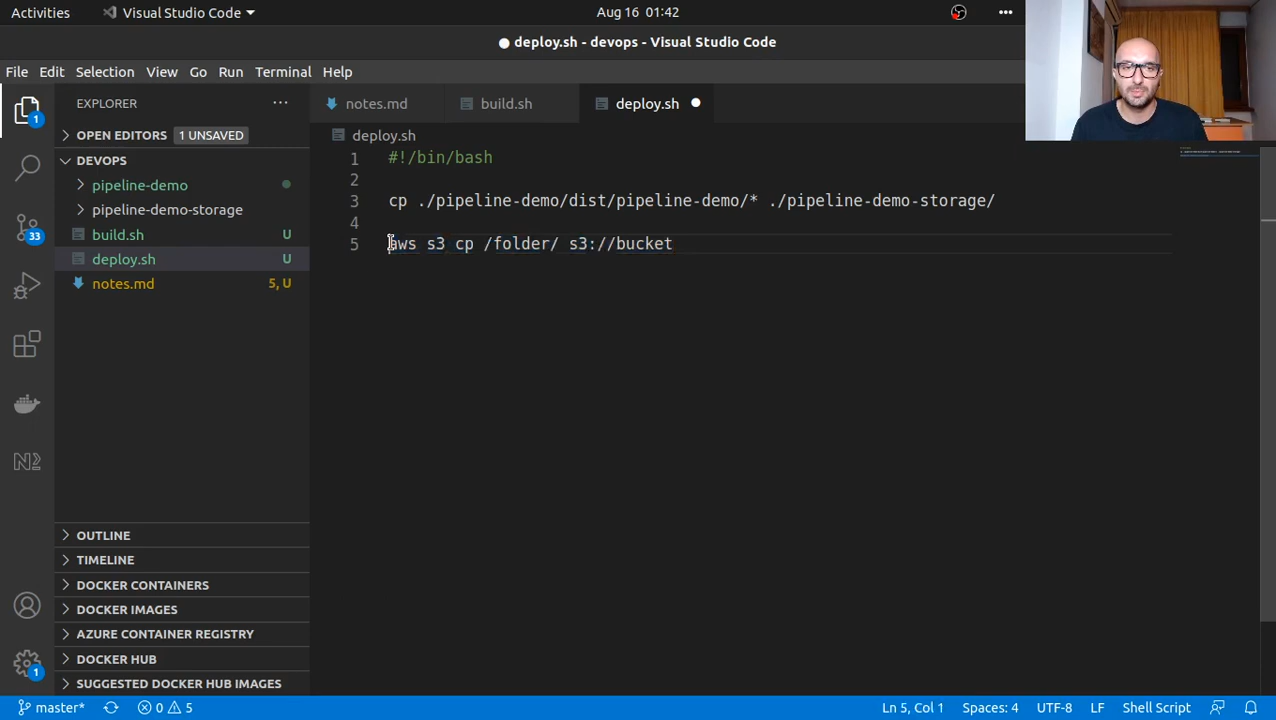 Activities
Visual Studio Code
Aug 16 01:42
deploy.sh - devops - Visual Studio Code
File Edit Selection View Go Run Terminal Help
EXPLORER
notes.md
build.sh
deploy.sh
OPEN EDITORS 1 UNSAVED
deploy.sh
DEVOPS
pipeline-demo
pipeline-demo-storage
build.sh U
deploy.sh U
notes.md 5, U
1 #!/bin/bash
2
3 cp ./pipeline-demo/dist/pipeline-demo/* ./pipeline-demo-storage/
4
5 aws s3 cp /folder/ s3://bucket
1
33
OUTLINE
TIMELINE
DOCKER CONTAINERS
DOCKER IMAGES
AZURE CONTAINER REGISTRY
DOCKER HUB
SUGGESTED DOCKER HUB IMAGES
1
master* 0 5 Ln 5, Col 1 Spaces: 4 UTF-8 LF Shell Script